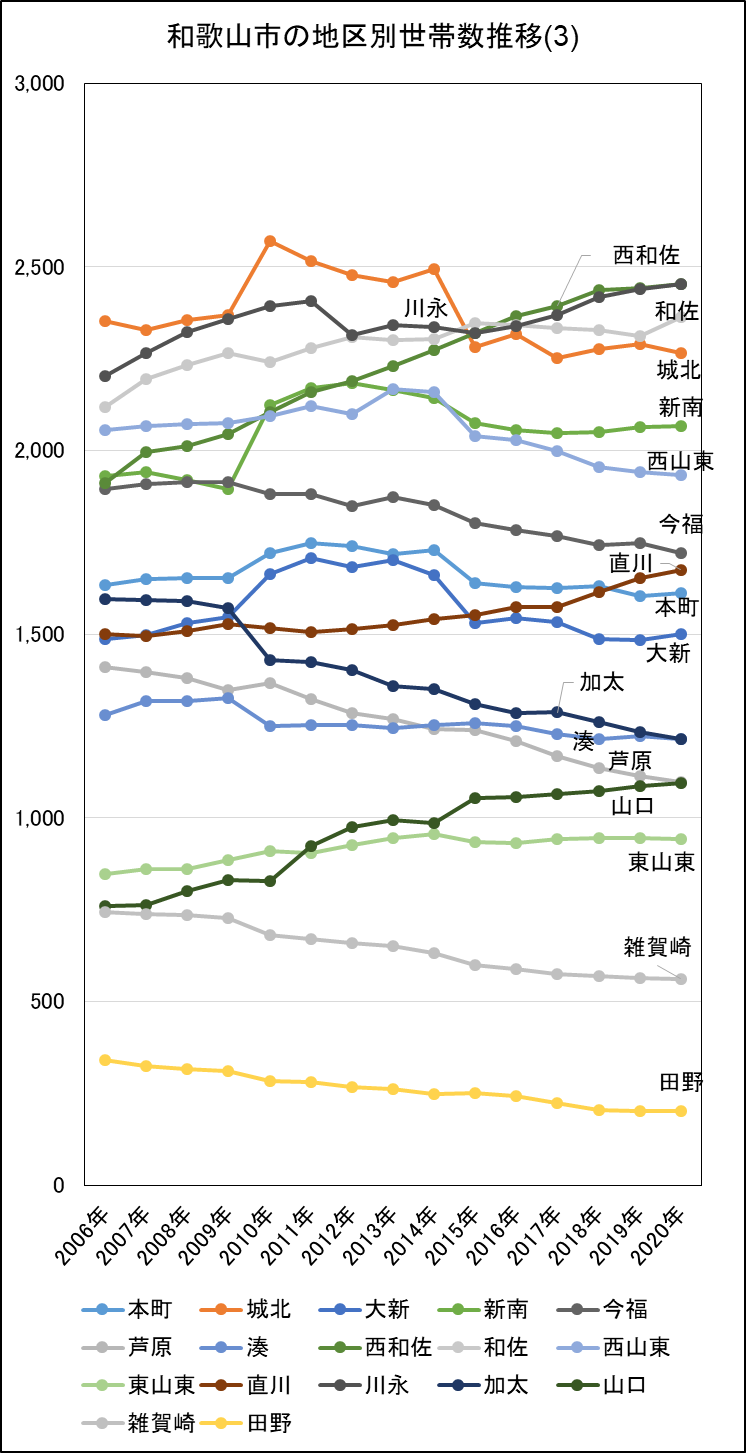 和歌山市の地区別世帯数推移(3)
3,000
2,500
2,000
1,500
1,000
500
0
西和佐
川永
和佐
城北
新南
西山東
今福
直川
本町
大新
加太
湊
芦原
山口
東山東
雑賀崎
田野
2006年 2007年 2008年 2009年 2010年 2011年 2012年 2013年 2014年 2015年 2016年 2017年 2018年 2019年 2020年
本町 城北 大新 新南 今福
芦原 湊 西和佐 和佐 西山東
東山東 直川 川永 加太 山口
雑賀崎 田野